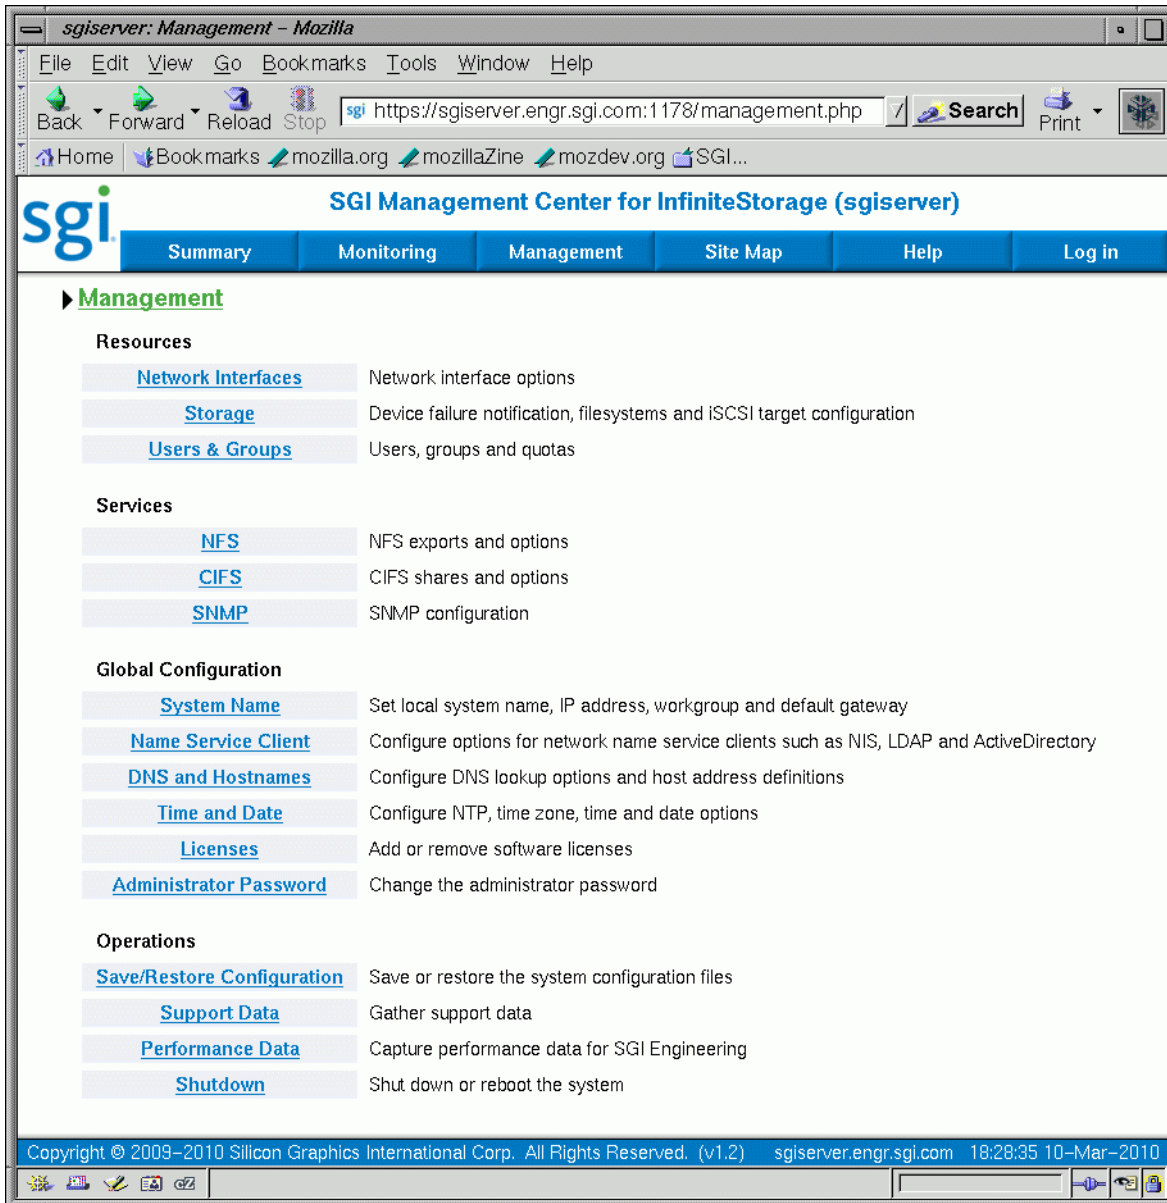 sgiserver: Management – Mozilla
File Edit View Go Bookmarks Tools Window Help
Back Forward Reload Stop sgi https://sgiserver.engr.sgi.com:1178/management.php Search Print
Home Bookmarks mozilla.org mozillaZine mozdev.org SGI...
sgi SGI Management Center for InfiniteStorage (sgiserver)
Summary Monitoring Management Site Map Help Log in
Management
Resources
Network Interfaces Network interface options
Storage Device failure notification, filesystems and iSCSI target configuration
Users & Groups Users, groups and quotas
Services
NFS NFS exports and options
CIFS CIFS shares and options
SNMP SNMP configuration
Global Configuration
System Name Set local system name, IP address, workgroup and default gateway
Name Service Client Configure options for network name service clients such as NIS, LDAP and ActiveDirectory
DNS and Hostnames Configure DNS lookup options and host address definitions
Time and Date Configure NTP, time zone, time and date options
Licenses Add or remove software licenses
Administrator Password Change the administrator password
Operations
Save/Restore Configuration Save or restore the system configuration files
Support Data Gather support data
Performance Data Capture performance data for SGI Engineering
Shutdown Shut down or reboot the system
Copyright © 2009–2010 Silicon Graphics International Corp. All Rights Reserved. (v1.2) sgiserver.engr.sgi.com 18:28:35 10–Mar–2010